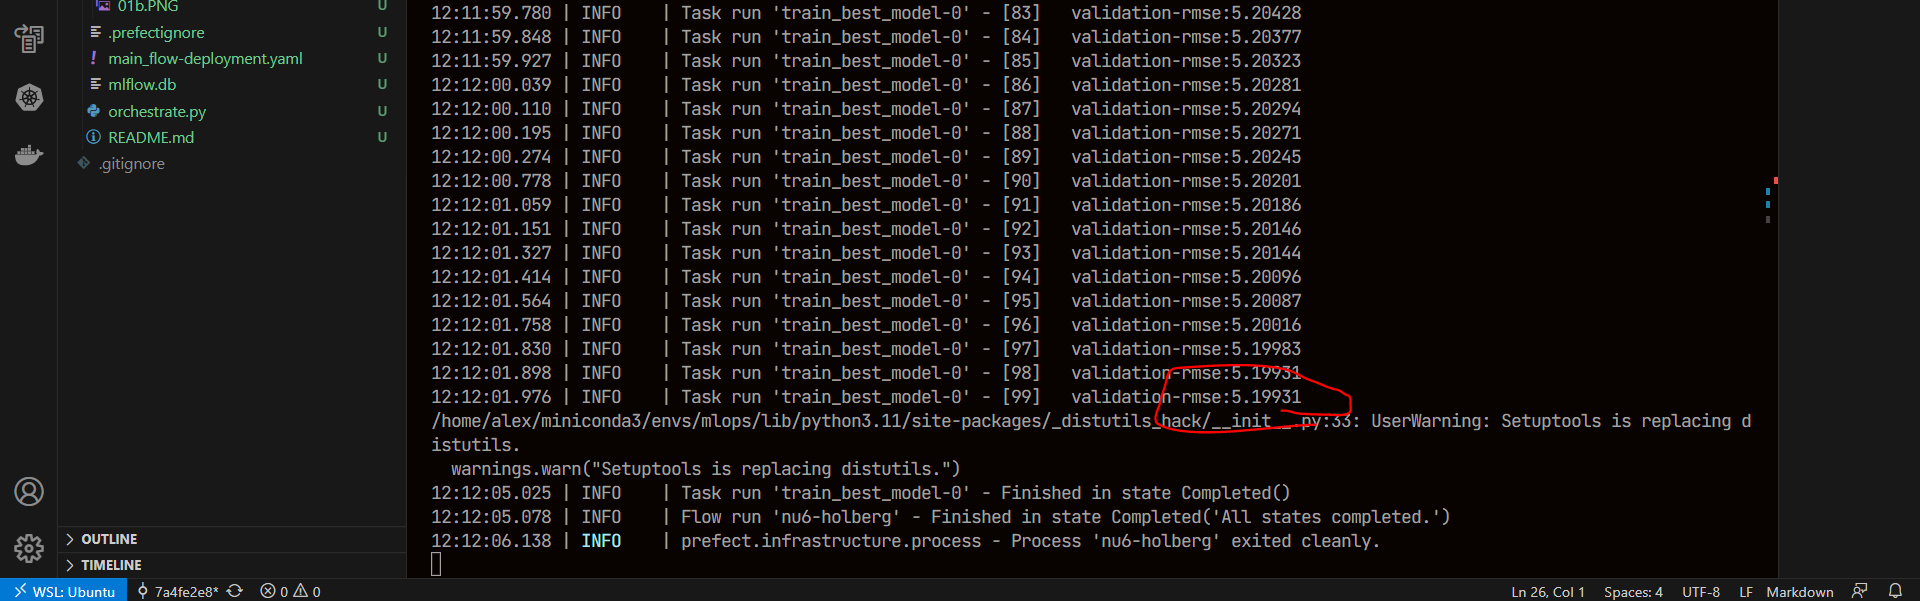 01b.PNG U
.prefectignore U
! main_flow-deployment.yaml U
mlflow.db U
orchestrate.py U
README.md U
.gitignore
OUTLINE
TIMELINE
12:11:59.780 | INFO | Task run 'train_best_model-0' - [83] validation-rmse:5.20428
12:11:59.848 | INFO | Task run 'train_best_model-0' - [84] validation-rmse:5.20377
12:11:59.927 | INFO | Task run 'train_best_model-0' - [85] validation-rmse:5.20323
12:12:00.039 | INFO | Task run 'train_best_model-0' - [86] validation-rmse:5.20281
12:12:00.110 | INFO | Task run 'train_best_model-0' - [87] validation-rmse:5.20294
12:12:00.195 | INFO | Task run 'train_best_model-0' - [88] validation-rmse:5.20271
12:12:00.274 | INFO | Task run 'train_best_model-0' - [89] validation-rmse:5.20245
12:12:00.778 | INFO | Task run 'train_best_model-0' - [90] validation-rmse:5.20201
12:12:01.059 | INFO | Task run 'train_best_model-0' - [91] validation-rmse:5.20186
12:12:01.151 | INFO | Task run 'train_best_model-0' - [92] validation-rmse:5.20146
12:12:01.327 | INFO | Task run 'train_best_model-0' - [93] validation-rmse:5.20144
12:12:01.414 | INFO | Task run 'train_best_model-0' - [94] validation-rmse:5.20096
12:12:01.564 | INFO | Task run 'train_best_model-0' - [95] validation-rmse:5.20087
12:12:01.758 | INFO | Task run 'train_best_model-0' - [96] validation-rmse:5.20016
12:12:01.830 | INFO | Task run 'train_best_model-0' - [97] validation-rmse:5.19983
12:12:01.898 | INFO | Task run 'train_best_model-0' - [98] validation-rmse:5.19931
12:12:01.976 | INFO | Task run 'train_best_model-0' - [99] validation-rmse:5.19931
/home/alex/miniconda3/envs/mlops/lib/python3.11/site-packages/_distutils_hack/__init__.py:33: UserWarning: Setuptools is replacing d
istutils.
warnings.warn("Setuptools is replacing distutils.")
12:12:05.025 | INFO | Task run 'train_best_model-0' - Finished in state Completed()
12:12:05.078 | INFO | Flow run 'nu6-holberg' - Finished in state Completed('All states completed.')
12:12:06.138 | INFO | prefect.infrastructure.process - Process 'nu6-holberg' exited cleanly.
WSL: Ubuntu 7a4fe2e8* 0 0 Ln 26, Col 1 Spaces: 4 UTF-8 LF Markdown